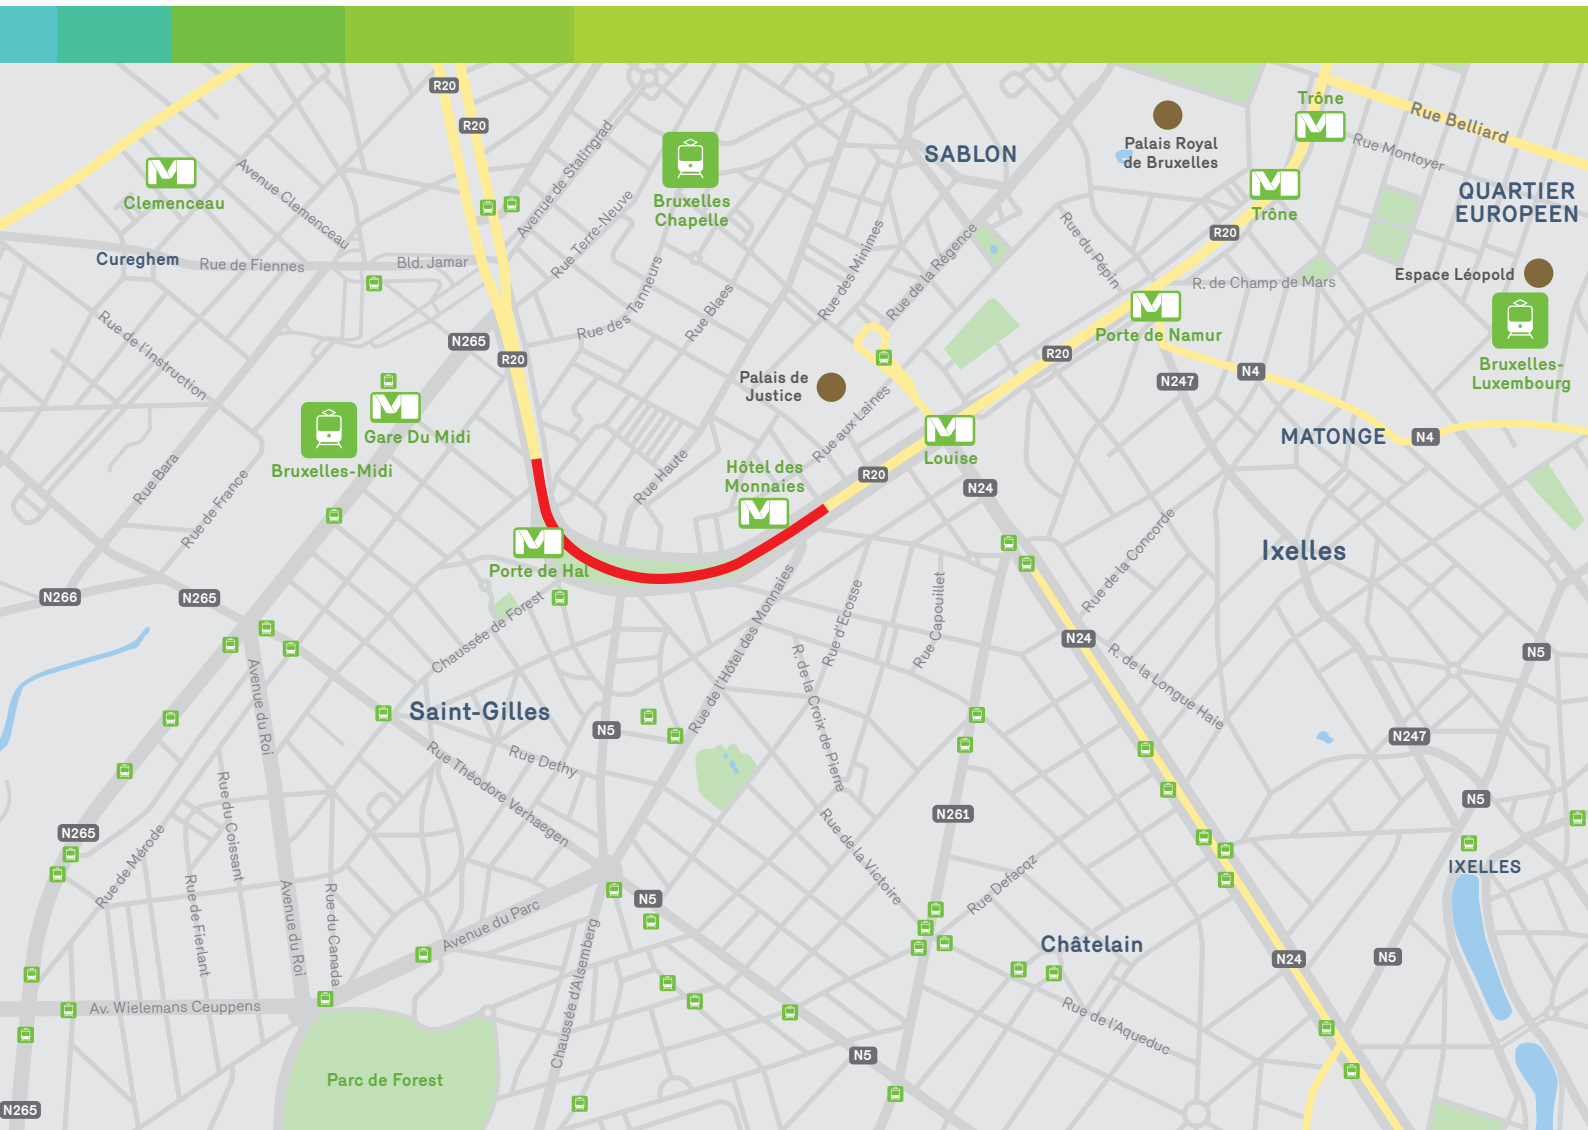 R20
R20
Trône
Rue Belliard
Palais Royal
de Bruxelles
Rue Montoyer
SABLON
Avenue de Stalingrad
Clemenceau
Avenue Clemenceau
Bruxelles
Chapelle
Rue Terre-Neuve
Trône
QUARTIER
EUROPEEN
R20
Rue du Pépin
Rue des Minimes
Rue de la Régence
Cureghem
Rue de Fiennes
Bld. Jamar
Espace Léopold
R. de Champ de Mars
Rue des Tanneurs
Rue Blaes
Porte de Namur
Rue de l'Instruction
N265
R20
R20
Bruxelles-
Luxembourg
N4
N247
Palais de
Justice
Rue aux Laines
Gare Du Midi
MATONGE
N4
Louise
Bruxelles-Midi
Rue Bara
Rue de France
Rue Haute
Hôtel des
Monnaies
R20
N24
Rue de la Concorde
Ixelles
Porte de Hal
N266
N265
Chaussée de Forest
Rue de l'Hôtel des Monnaies
Rue d'Ecosse
Rue Capouillet
N24
R. de la Longue Haie
N5
Avenue du Roi
R. de la Croix de Pierre
Saint-Gilles
N5
N247
Rue Dethy
Rue Théodore Verhaegen
Rue du Coissant
N5
N261
N265
Rue de Mérode
Rue de la Victoire
IXELLES
Rue Defacqz
N5
Rue de Fierlant
Avenue du Roi
Rue du Canada
Avenue du Parc
Chaussée d'Alsemberg
Châtelain
N24
N5
Av. Wielemans Ceuppens
Rue de l'Aqueduc
N5
Parc de Forest
N265